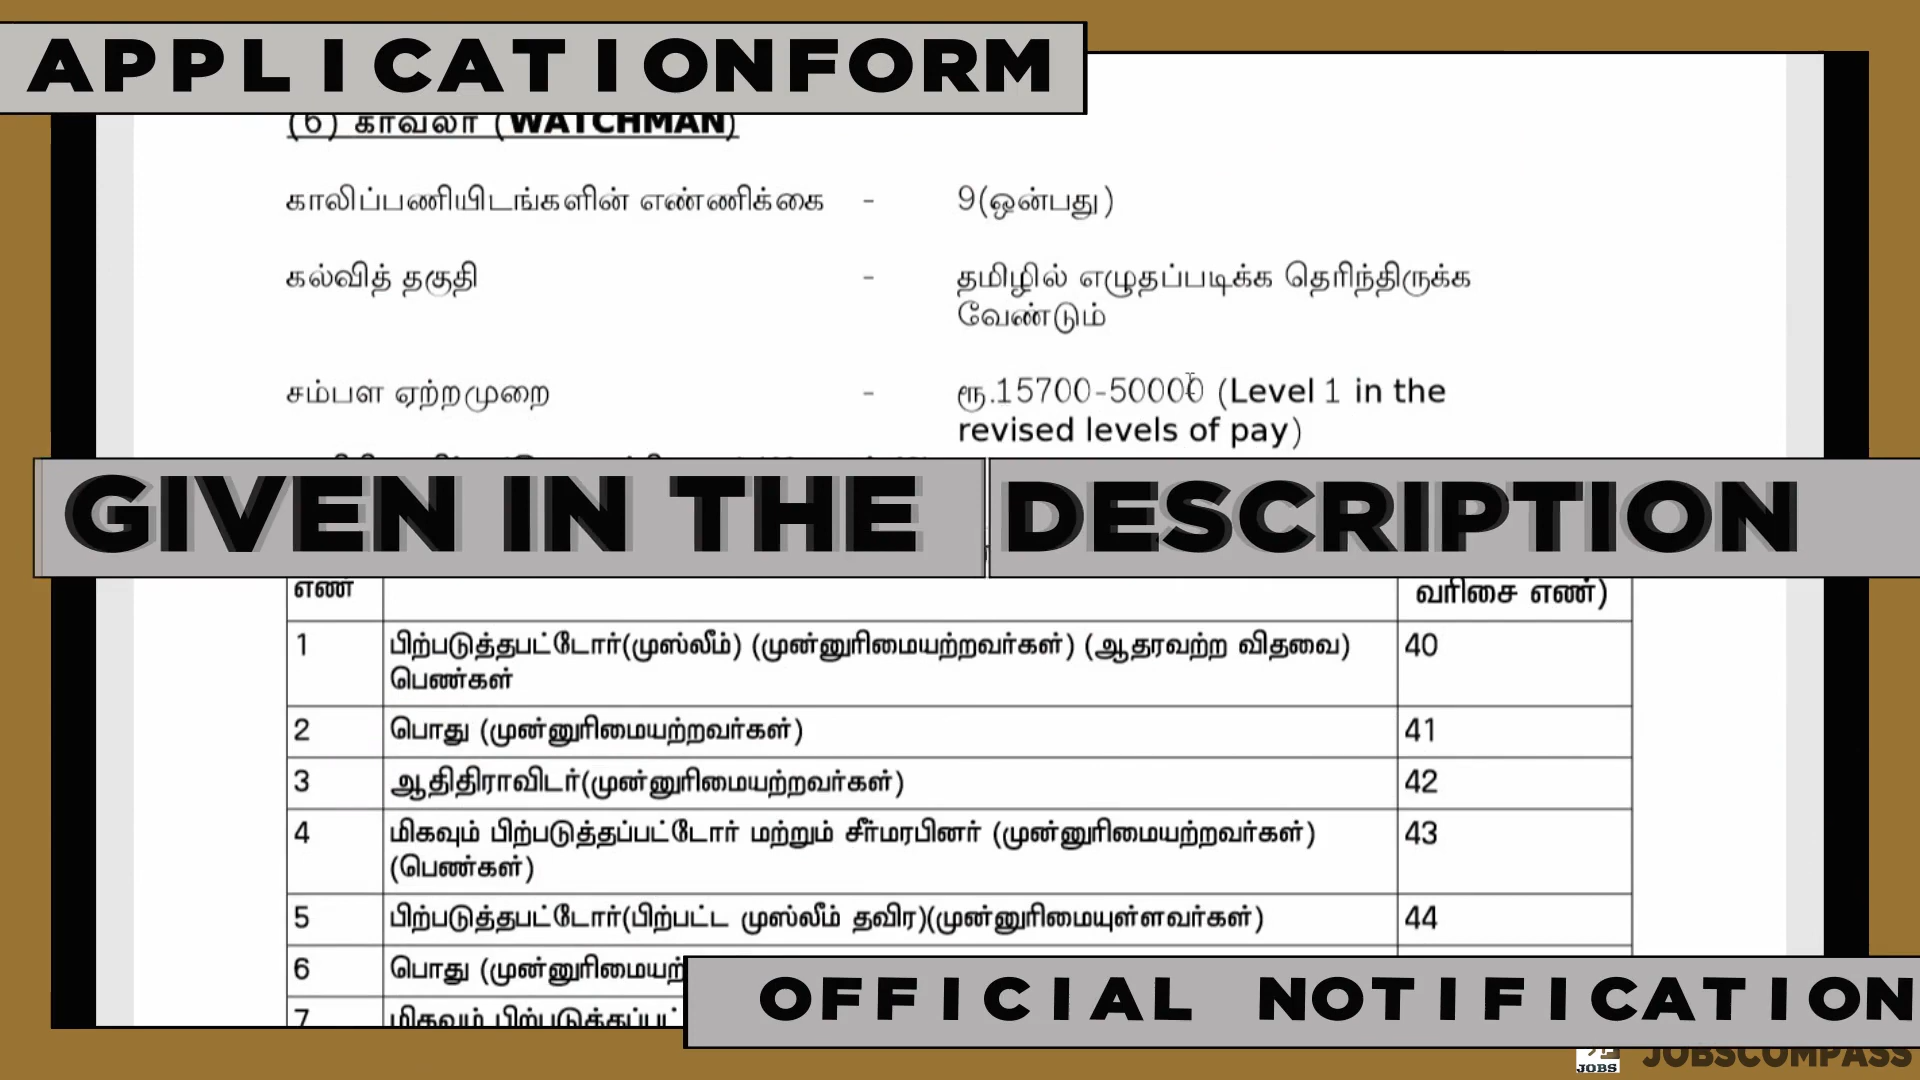 APPLICATIONFORM
(6) காவலர் (WATCHMAN)
காலிப்பணியிடங்களின் எண்ணிக்கை - 9(ஒன்பது)
கல்வித் தகுதி - தமிழில் எழுதப்படிக்க தெரிந்திருக்க
வேண்டும்
சம்பள ஏற்றமுறை - ரூ.15700-50000 (Level 1 in the
revised levels of pay)
GIVEN IN THE DESCRIPTION
எண் வரிசை எண்)
1 பிற்படுத்தபட்டோர்(முஸ்லீம்) (முன்னுரிமையற்றவர்கள்) (ஆதரவற்ற விதவை) 40
பெண்கள்
2 பொது (முன்னுரிமையற்றவர்கள்) 41
3 ஆதிதிராவிடர்(முன்னுரிமையற்றவர்கள்) 42
4 மிகவும் பிற்படுத்தப்பட்டோர் மற்றும் சீர்மரபினர் (முன்னுரிமையற்றவர்கள்) 43
(பெண்கள்)
5 பிற்படுத்தபட்டோர்(பிற்பட்ட முஸ்லீம் தவிர)(முன்னுரிமையுள்ளவர்கள்) 44
6 பொது
7 மிகவும்
OFFICIAL NOTIFICATION
JOBS JOBSCOMPASS